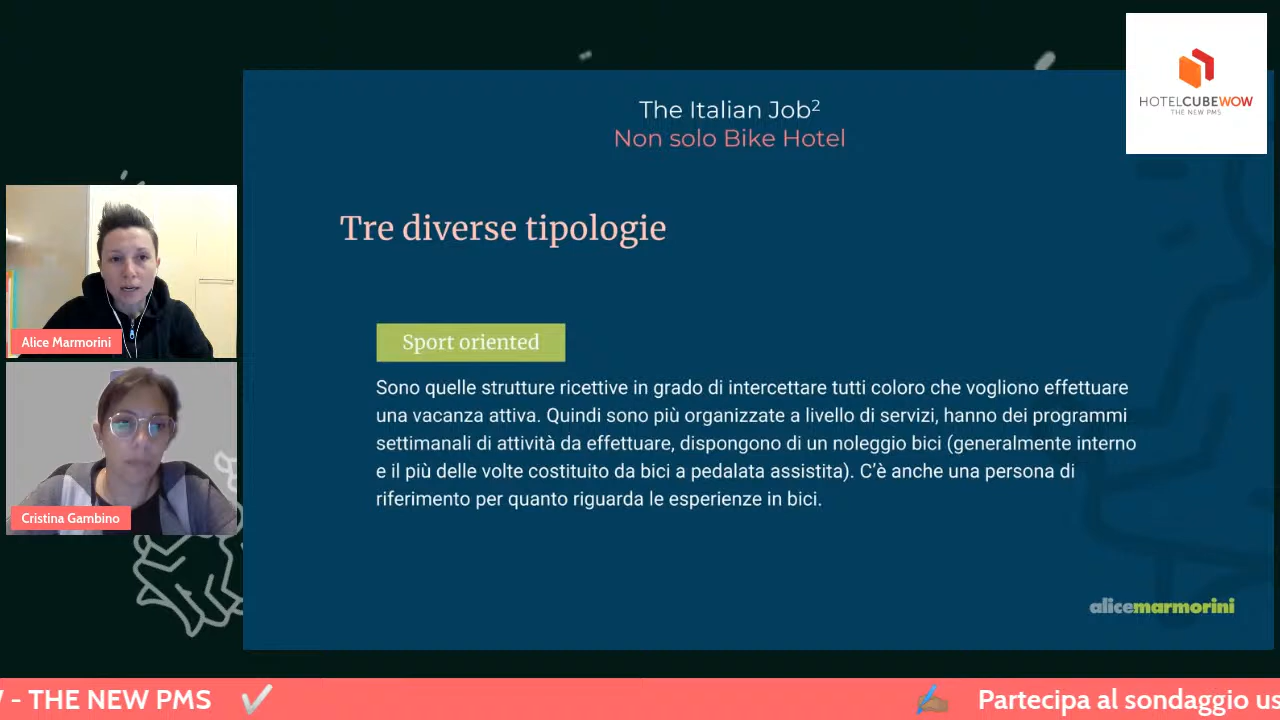 HOTELCUBEWOW
THE NEW PMS
The Italian Job²
Non solo Bike Hotel
Tre diverse tipologie
Sport oriented
Sono quelle strutture ricettive in grado di intercettare tutti coloro che vogliono effettuare
una vacanza attiva. Quindi sono più organizzate a livello di servizi, hanno dei programmi
settimanali di attività da effettuare, dispongono di un noleggio bici (generalmente interno
e il più delle volte costituito da bici a pedalata assistita). C'è anche una persona di
riferimento per quanto riguarda le esperienze in bici.
Alice Marmorini
Cristina Gambino
alicemarmorini
- THE NEW PMS
Partecipa al sondaggio us